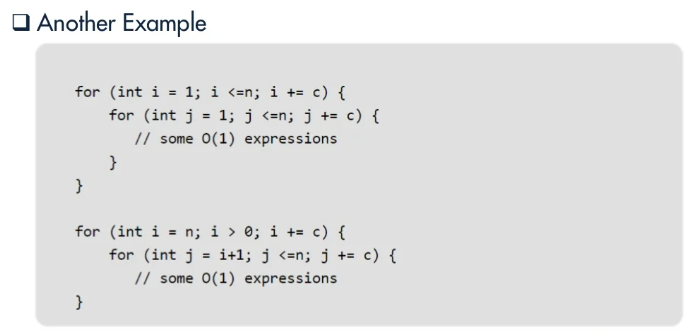 Another Example
for (int i = 1; i <=n; i += c) {
for (int j = 1; j <=n; j += c) {
// some O(1) expressions
}
}
for (int i = n; i > 0; i += c) {
for (int j = i+1; j <=n; j += c) {
// some O(1) expressions
}